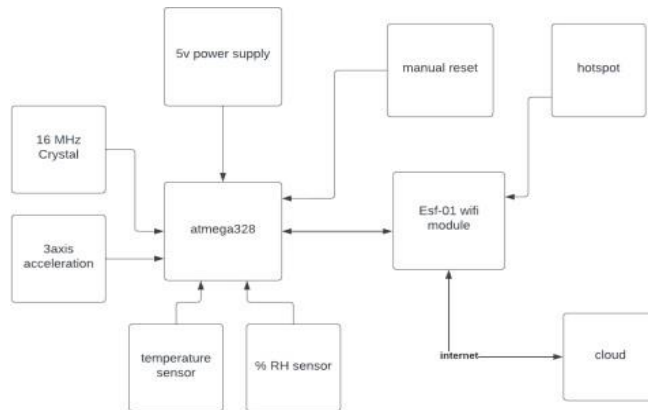 5v power supply
manual reset
hotspot
16 MHz
Crystal
atmega328
Esf-01 wifi
module
3axis
acceleration
temperature
sensor
% RH sensor
internet
cloud